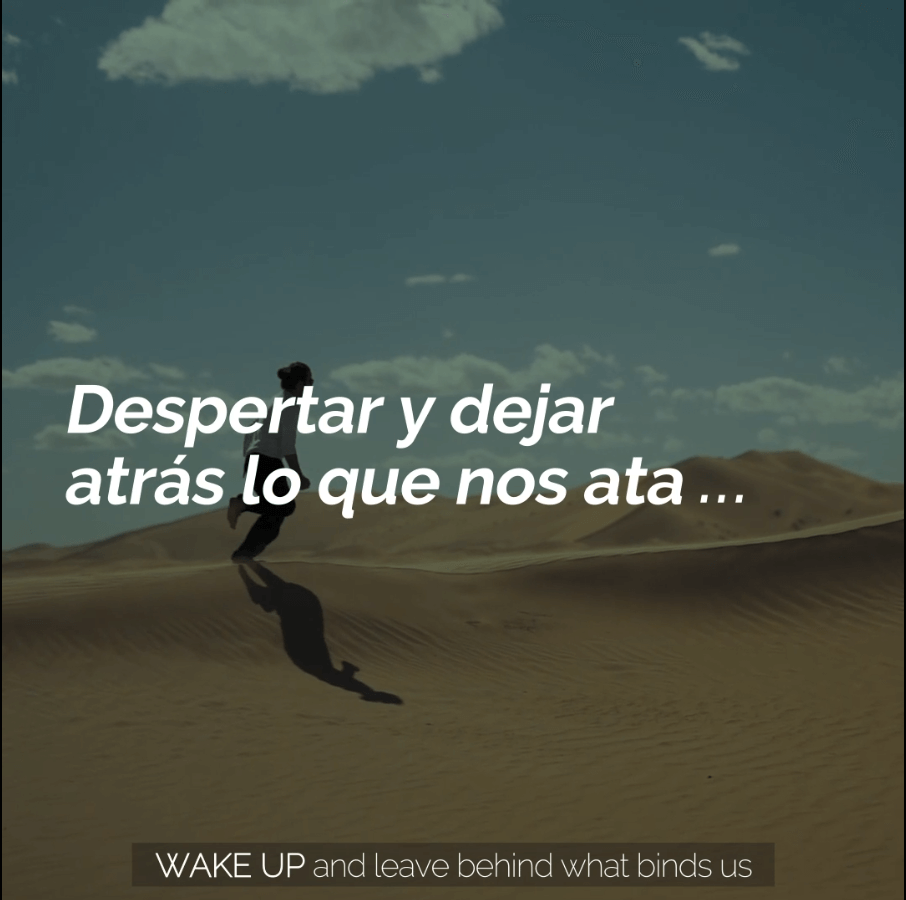 Despertar y dejar
atrás lo que nos ata ...
WAKE UP and leave behind what binds us